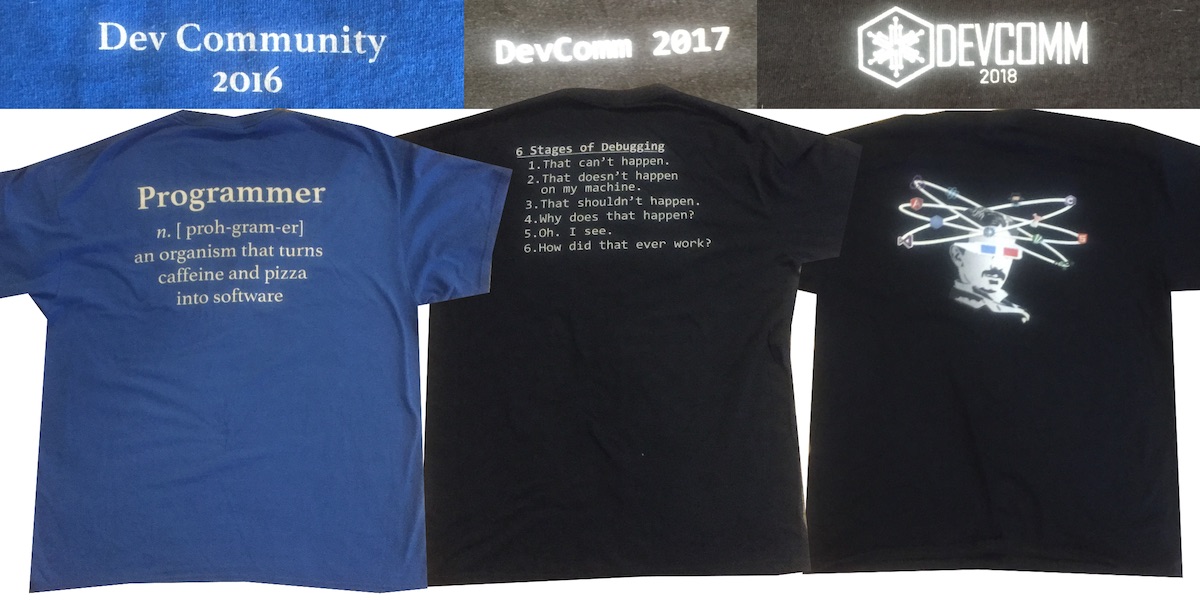 Dev Community
2016
DevComm 2017
DEVCOMM
2018
Programmer
n. [ proh-gram-er]
an organism that turns
caffeine and pizza
into software
6 Stages of Debugging
1.That can't happen.
2.That doesn't happen
on my machine.
3.That shouldn't happen.
4.Why does that happen?
5.Oh. I see.
6.How did that ever work?